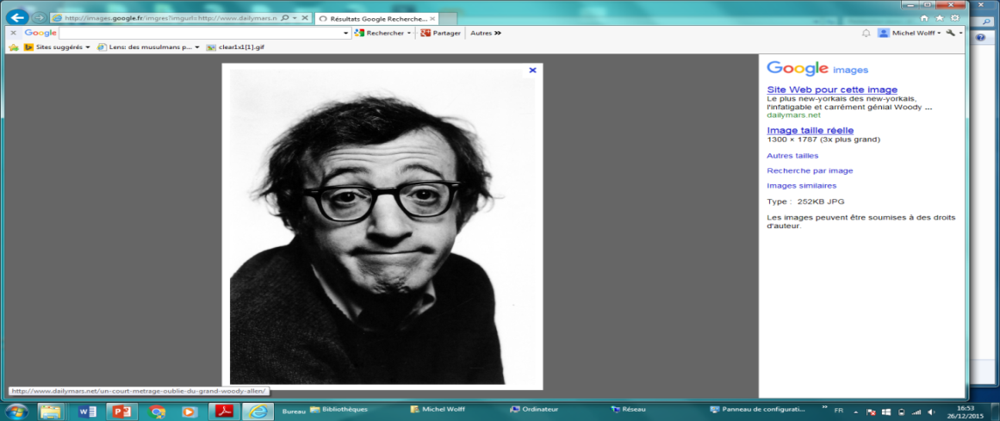 http://images.google.fr/imgres?imgurl=http://www.dailymars.n
Résultats Google Recherche...
Google
Rechercher
Partager
Autres »
Michel Wolff
Sites suggérés
Lens: des musulmans p...
clear1x1[1].gif
Google images
Site Web pour cette image
Le plus new-yorkais des new-yorkais,
l'infatigable et carrément génial Woody ...
dailymars.net
Image taille réelle
1300 × 1787 (3x plus grand)
Autres tailles
Recherche par image
Images similaires
Type : 252KB JPG
Les images peuvent être soumises à des droits
d'auteur.
http://www.dailymars.net/un-court-metrage-oublie-du-grand-woody-allen/
Bureau
Bibliothèques
Michel Wolff
Ordinateur
Réseau
Panneau de configurati...
»
FR
16:53
26/12/2015